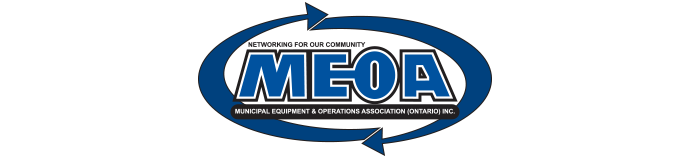 NETWORKING FOR OUR COMMUNITY
MEOA
MUNICIPAL EQUIPMENT & OPERATIONS ASSOCIATION (ONTARIO) INC.